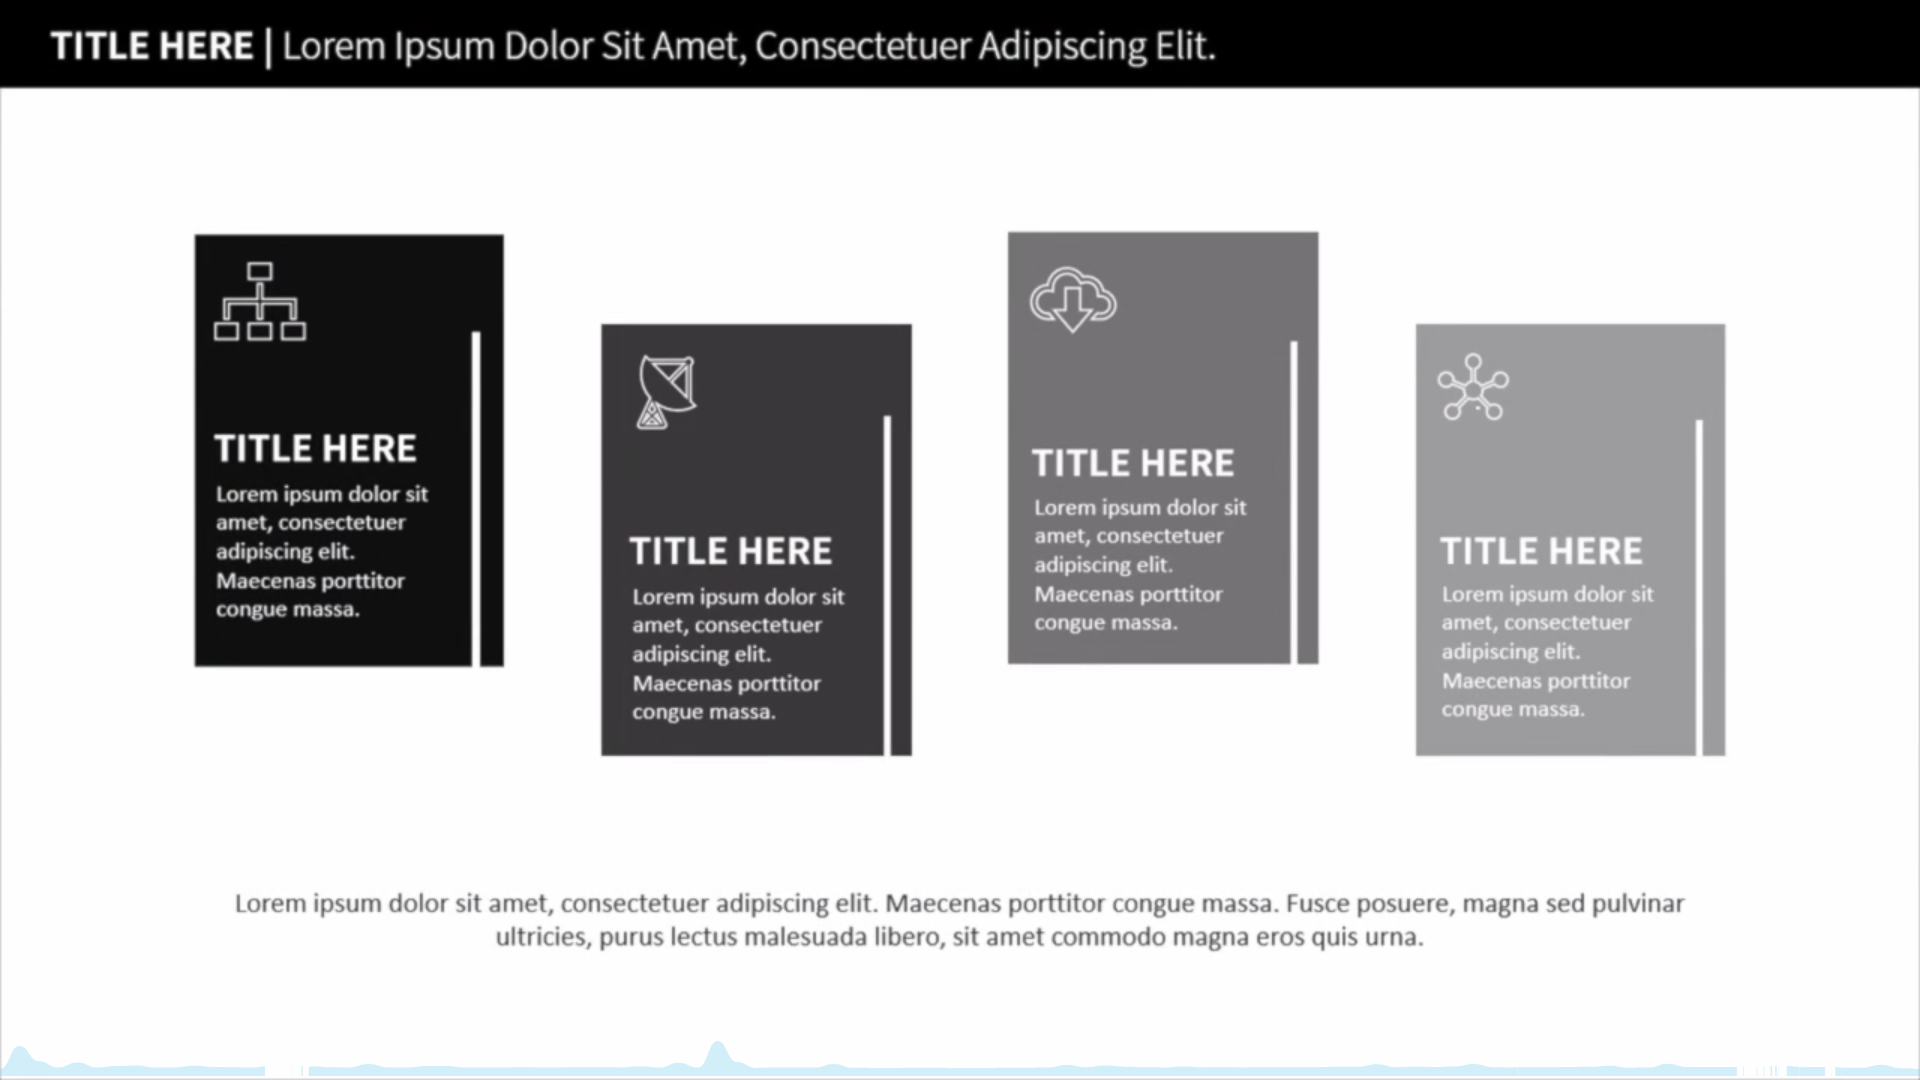 TITLE HERE | Lorem Ipsum Dolor Sit Amet, Consectetuer Adipiscing Elit.
TITLE HERE
Lorem ipsum dolor sit
amet, consectetuer
adipiscing elit.
Maecenas porttitor
congue massa.
TITLE HERE
Lorem ipsum dolor sit
amet, consectetuer
adipiscing elit.
Maecenas porttitor
congue massa.
TITLE HERE
Lorem ipsum dolor sit
amet, consectetuer
adipiscing elit.
Maecenas porttitor
congue massa.
TITLE HERE
Lorem ipsum dolor sit
amet, consectetuer
adipiscing elit.
Maecenas porttitor
congue massa.
Lorem ipsum dolor sit amet, consectetuer adipiscing elit. Maecenas porttitor congue massa. Fusce posuere, magna sed pulvinar
ultricies, purus lectus malesuada libero, sit amet commodo magna eros quis urna.